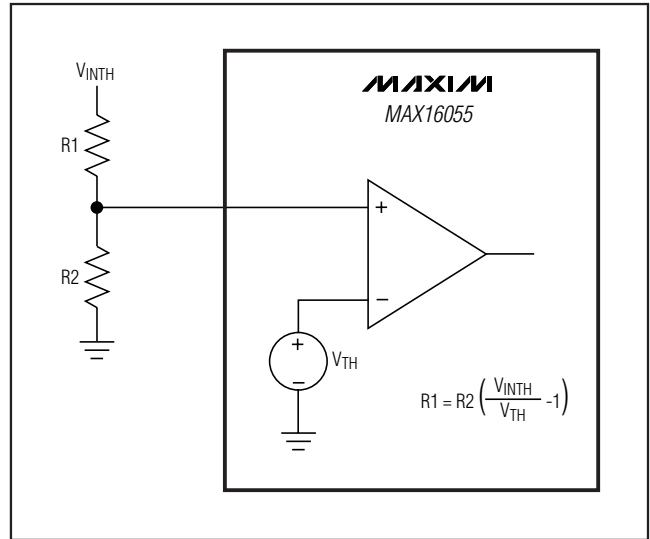 VINTH
MAXIM
MAX16055
R1
+
R2
−
+
VTH
−
R1 = R2 (VINTH/VTH -1)